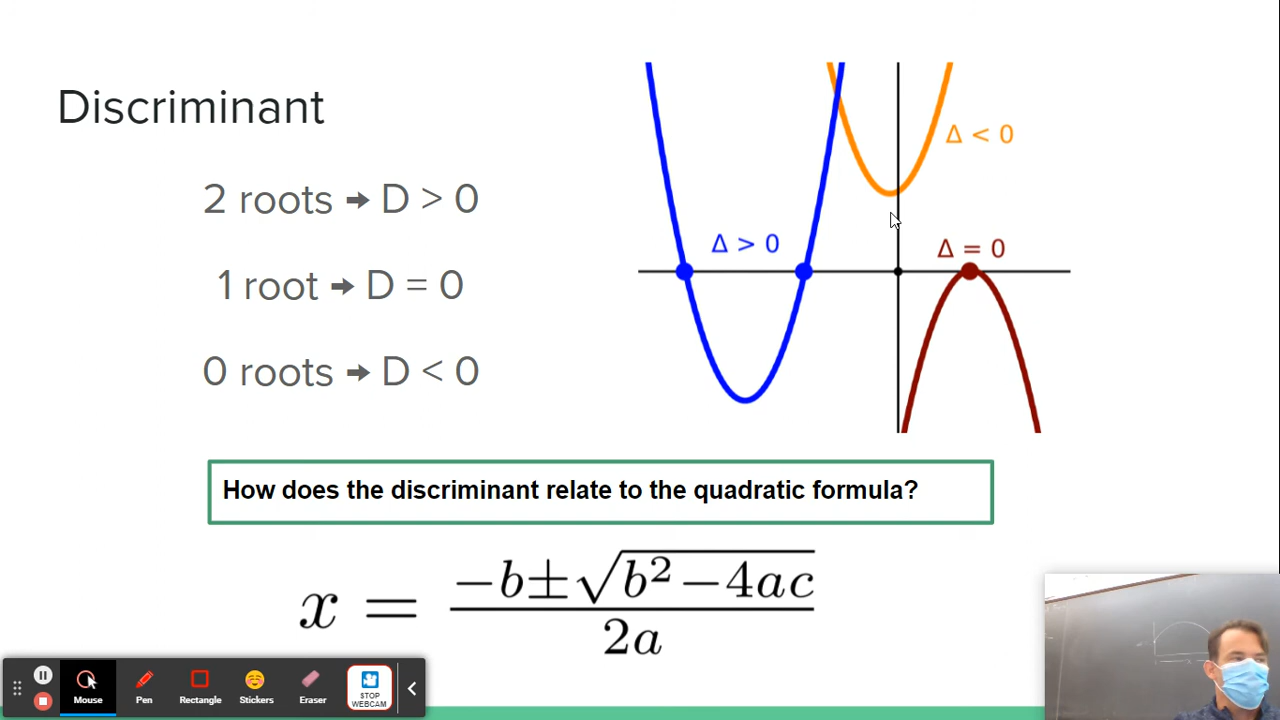 Discriminant
2 roots → D > 0
1 root → D = 0
0 roots → D < 0
Δ > 0
Δ < 0
Δ = 0
How does the discriminant relate to the quadratic formula?
x = (-b ± √(b² - 4ac)) / 2a
Mouse
Pen
Rectangle
Stickers
Eraser
STOP
WEBCAM